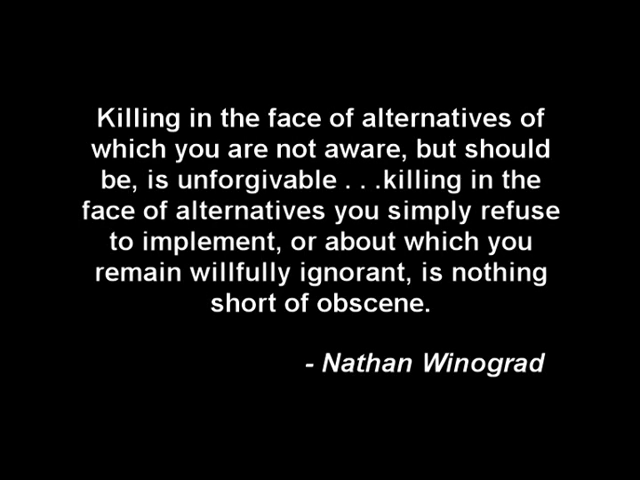 Killing in the face of alternatives of
which you are not aware, but should
be, is unforgivable . . .killing in the
face of alternatives you simply refuse
to implement, or about which you
remain willfully ignorant, is nothing
short of obscene.
- Nathan Winograd